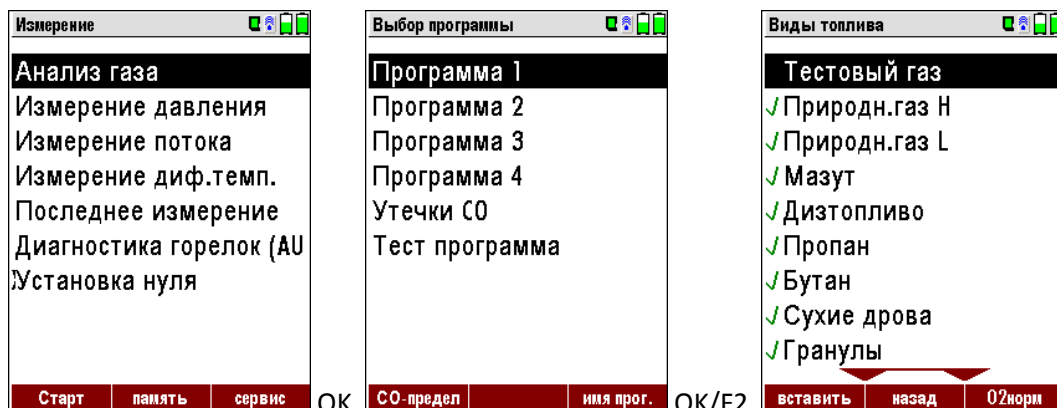 Измерение
Анализ газа
Измерение давления
Измерение потока
Измерение диф.темп.
Последнее измерение
Диагностика горелок (AU
Установка нуля
Старт память сервис
OK
Выбор программы
Программа 1
Программа 2
Программа 3
Программа 4
Утечки CO
Тест программа
CO-предел имя прог.
OK/F2
Виды топлива
Тестовый газ
Природн.газ H
Природн.газ L
Мазут
Дизтопливо
Пропан
Бутан
Сухие дрова
Гранулы
вставить назад O2норм